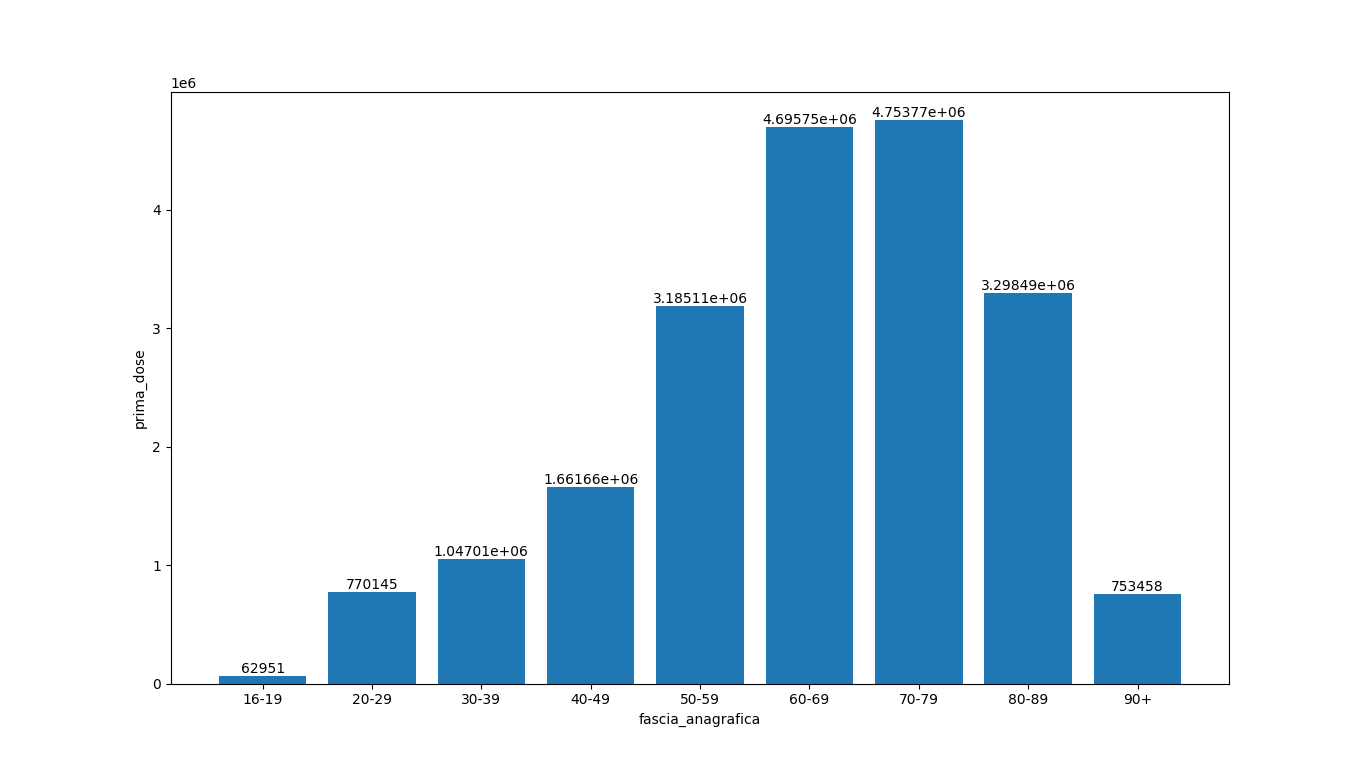 1e6
4.69575e+06
4.75377e+06
4
3.29849e+06
3.18511e+06
3
prima_dose
2
1.66166e+06
1.04701e+06
1
770145
753458
62951
0
16-19 20-29 30-39 40-49 50-59 60-69 70-79 80-89 90+
fascia_anagrafica